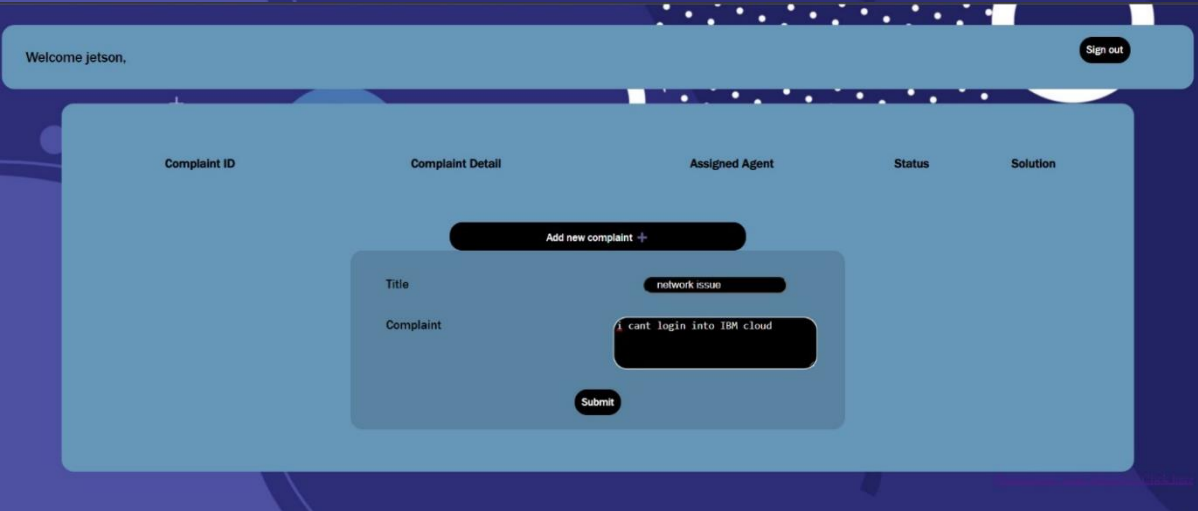 Welcome jetson,
Sign out
Complaint ID Complaint Detail Assigned Agent Status Solution
Add new complaint +
Title network issue
Complaint i cant login into IBM cloud
Submit